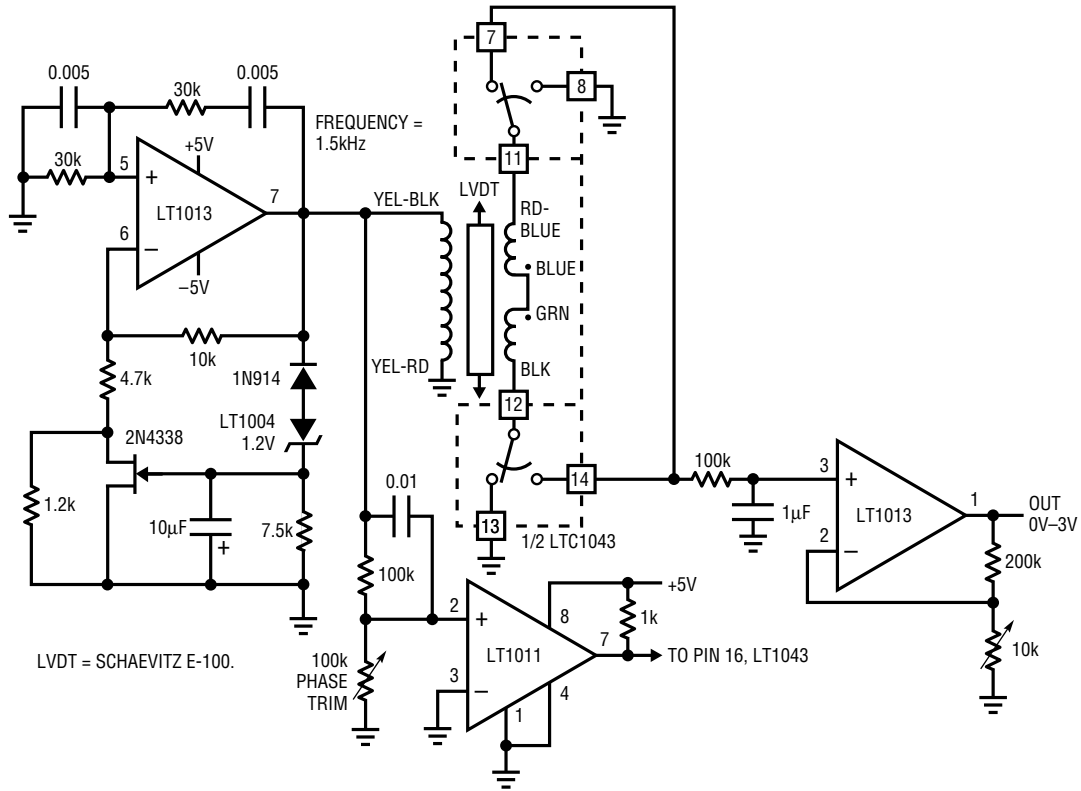 7
0.005
0.005
30k
8
FREQUENCY =
1.5kHz
+5V
30k
5
+
11
7
LT1013
LVDT
YEL-BLK
RD-
BLUE
6
–
BLUE
–5V
GRN
10k
YEL-RD
BLK
4.7k
1N914
12
LT1004
1.2V
2N4338
100k
3
+
1
14
0.01
OUT
0V–3V
1.2k
10µF
+
7.5k
13
1µF
LT1013
2
–
1/2 LTC1043
200k
100k
+5V
2
+
8
1k
7
10k
LT1011
TO PIN 16, LT1043
LVDT = SCHAEVITZ E-100.
100k
PHASE
TRIM
3
–
4
1